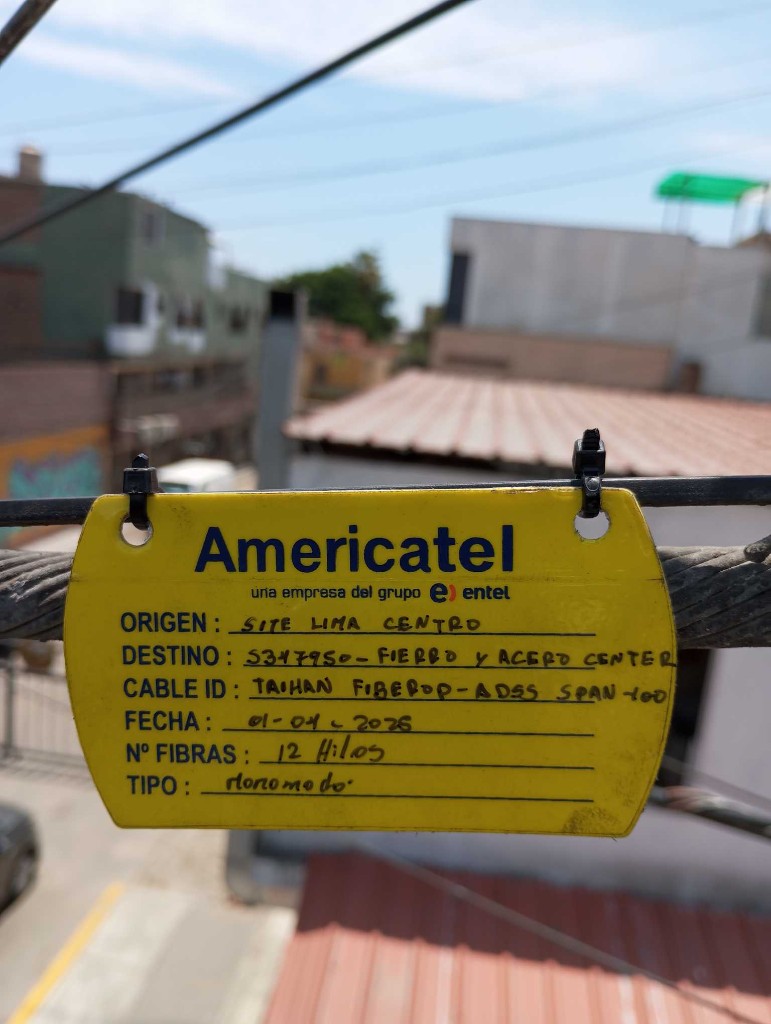 Americatel
una empresa del grupo entel
ORIGEN : SITE LIMA CENTRO
DESTINO : 5347950-FIERRO Y ACERO CENTER
CABLE ID : TAIHAN FIBEROP-ADSS SPAN-100
FECHA : 01-04-2026
Nº FIBRAS : 12 Hilos
TIPO : Monomodo.